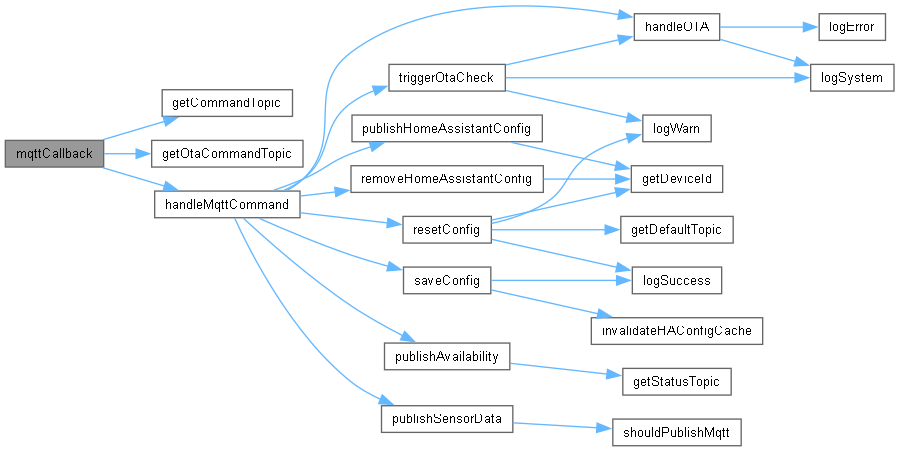 mqttCallback
getCommandTopic
getOtaCommandTopic
handleMqttCommand
triggerOtaCheck
publishHomeAssistantConfig
removeHomeAssistantConfig
resetConfig
saveConfig
publishAvailability
publishSensorData
handleOTA
logWarn
getDeviceId
getDefaultTopic
logSuccess
invalidateHAConfigCache
getStatusTopic
shouldPublishMqtt
logError
logSystem